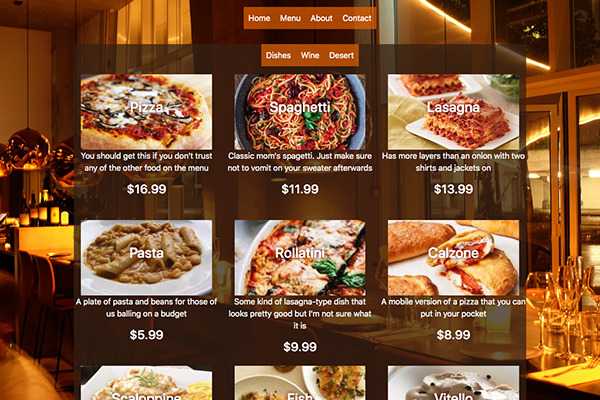 Home Menu About Contact
Dishes Wine Desert
Pizza
You should get this if you don't trust
any of the other food on the menu
$16.99
Spaghetti
Classic mom's spagetti. Just make sure
not to vomit on your sweater afterwards
$11.99
Lasagna
Has more layers than an onion with two
shirts and jackets on
$13.99
Pasta
A plate of pasta and beans for those of
us balling on a budget
$5.99
Rollatini
Some kind of lasagna-type dish that
looks pretty good but I'm not sure what
it is
$9.99
Calzone
A mobile version of a pizza that you can
put in your pocket
$8.99
Scaloppine
Fish
Vitello